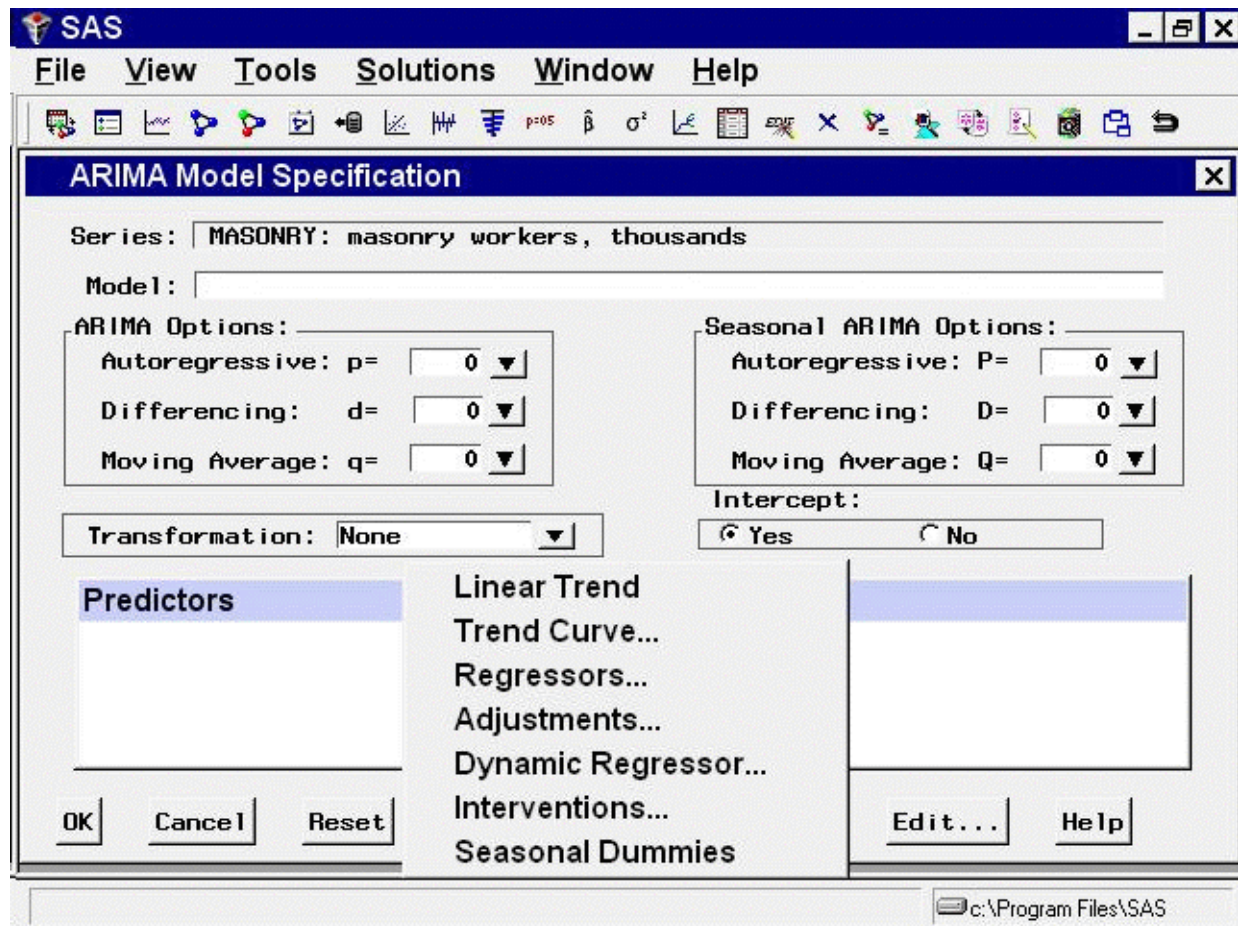 SAS
File View Tools Solutions Window Help
p=05 β̂ σ² EDIT
ARIMA Model Specification
Series: MASONRY: masonry workers, thousands
Model:
ARIMA Options:
Autoregressive: p= 0
Differencing: d= 0
Moving Average: q= 0
Seasonal ARIMA Options:
Autoregressive: P= 0
Differencing: D= 0
Moving Average: Q= 0
Transformation: None
Intercept:
Yes No
Predictors
Linear Trend
Trend Curve...
Regressors...
Adjustments...
Dynamic Regressor...
Interventions...
Seasonal Dummies
OK Cancel Reset Edit... Help
c:\Program Files\SAS